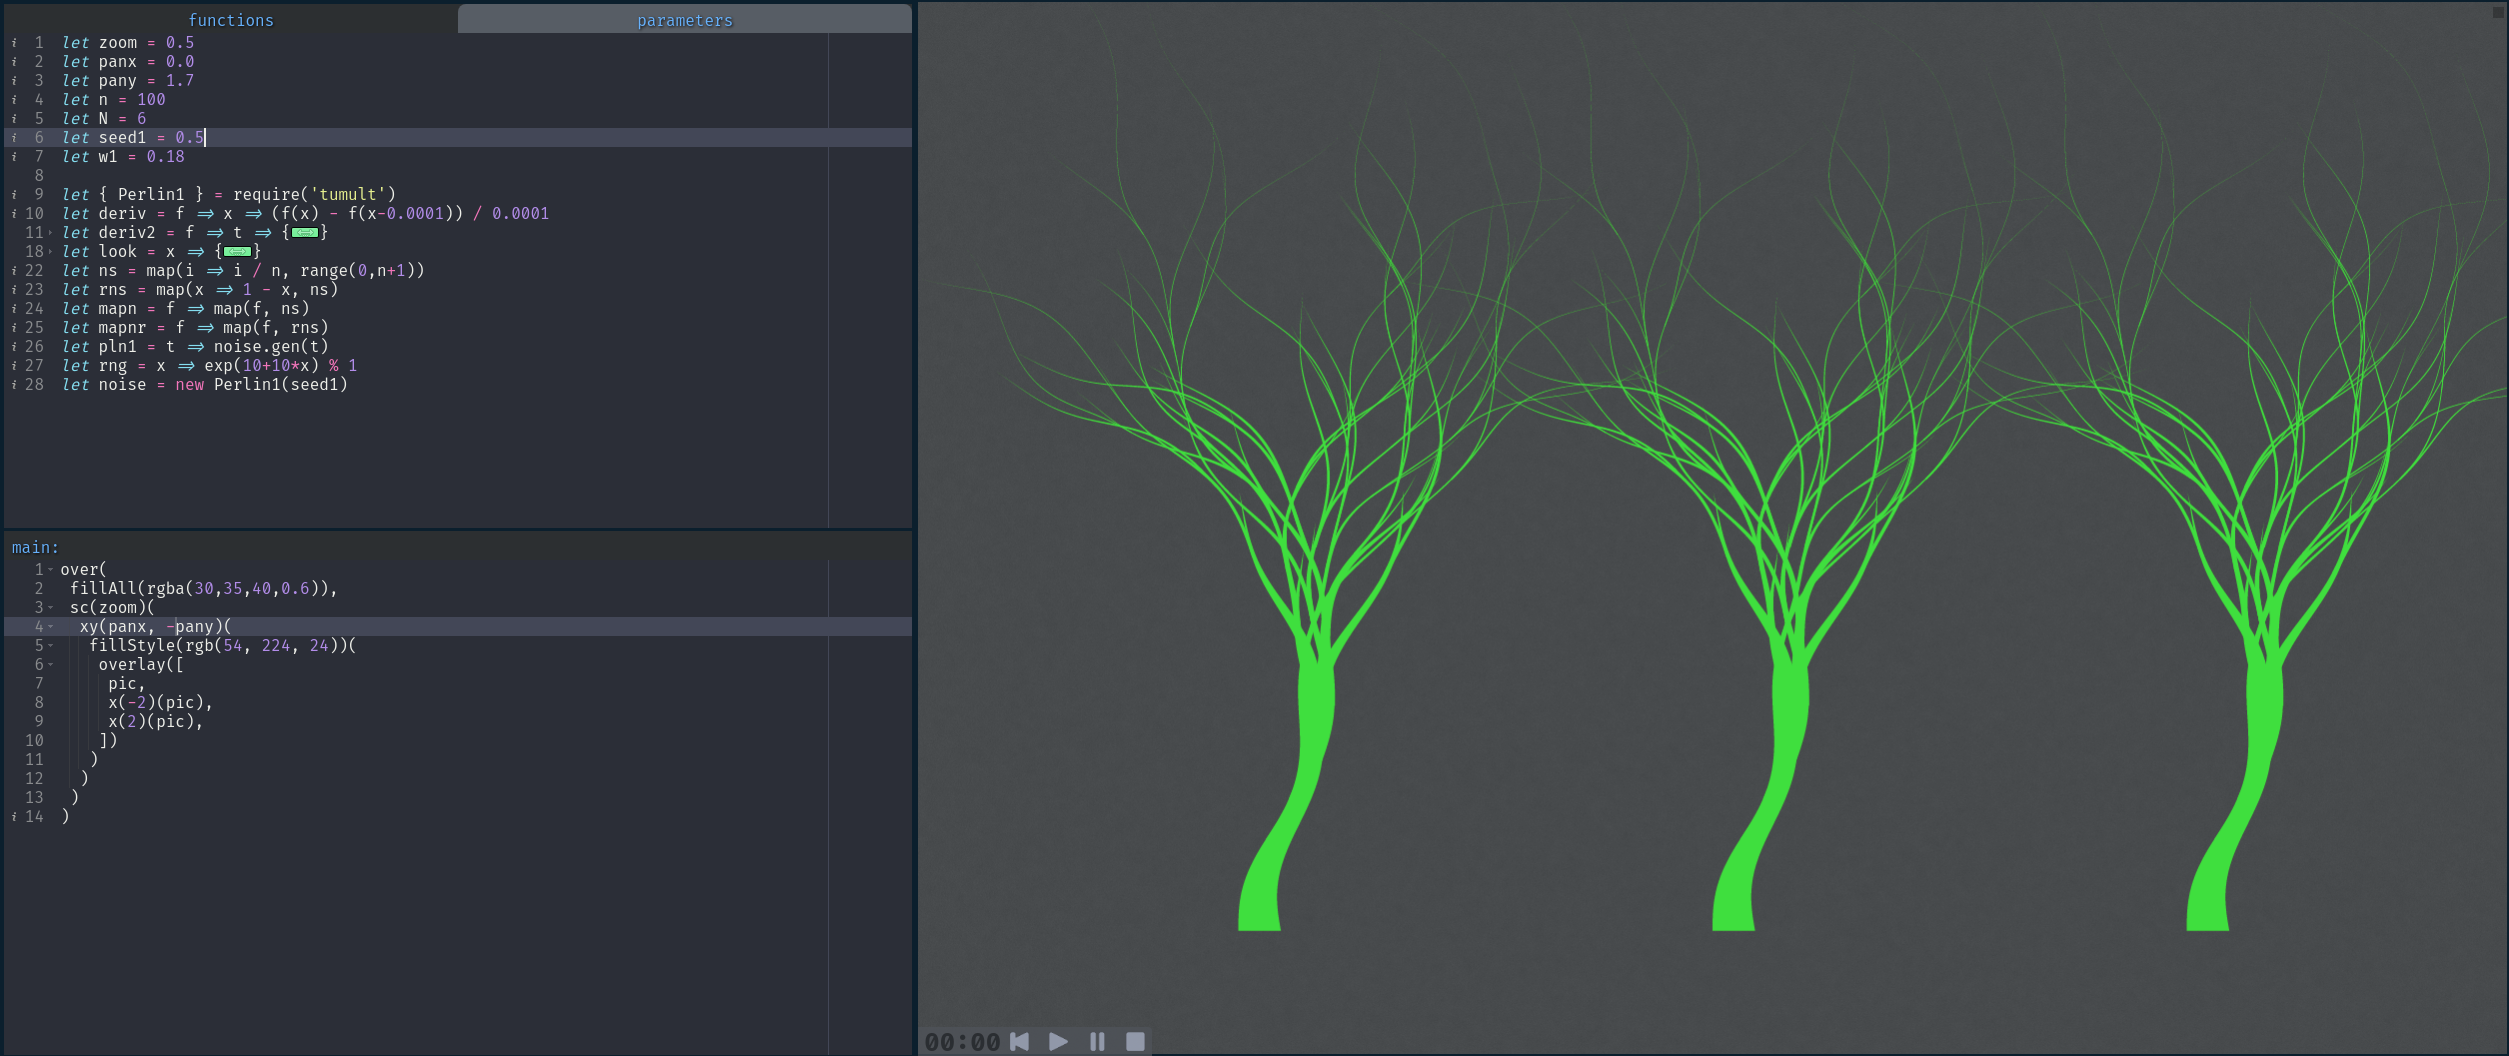 functions
parameters
i 1 let zoom = 0.5
i 2 let panx = 0.0
i 3 let pany = 1.7
i 4 let n = 100
i 5 let N = 6
i 6 let seed1 = 0.5
i 7 let w1 = 0.18
8
i 9 let { Perlin1 } = require('tumult')
i 10 let deriv = f => x => (f(x) - f(x-0.0001)) / 0.0001
11 let deriv2 = f => t => {}
18 let look = x => {}
i 22 let ns = map(i => i / n, range(0,n+1))
i 23 let rns = map(x => 1 - x, ns)
i 24 let mapn = f => map(f, ns)
i 25 let mapnr = f => map(f, rns)
i 26 let pln1 = t => noise.gen(t)
i 27 let rng = x => exp(10+10*x) % 1
i 28 let noise = new Perlin1(seed1)
main:
1 over(
2 fillAll(rgba(30,35,40,0.6)),
3 sc(zoom)(
4 xy(panx, -pany)(
5 fillStyle(rgb(54, 224, 24))(
6 overlay([
7 pic,
8 x(-2)(pic),
9 x(2)(pic),
10 ])
11 )
12 )
13 )
i 14 )
00:00